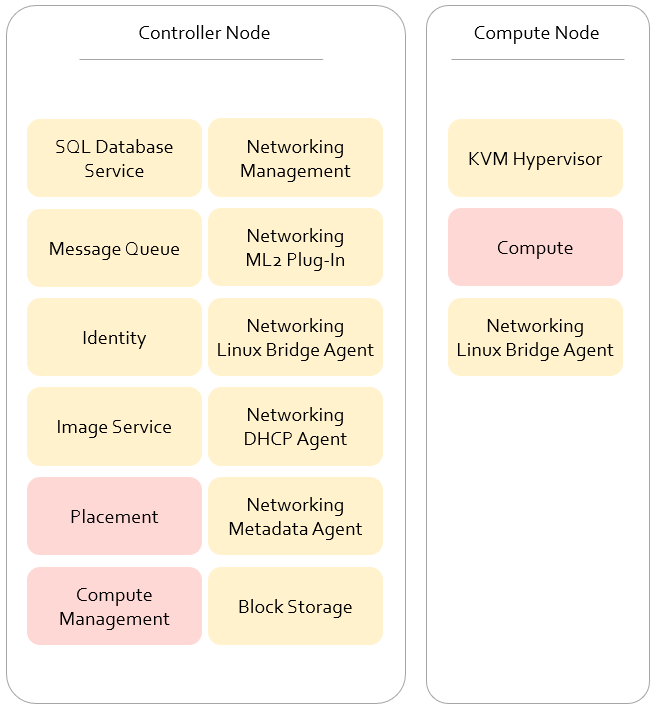 Controller Node
SQL Database
Service
Networking
Management
Message Queue
Networking
ML2 Plug-In
Identity
Networking
Linux Bridge Agent
Image Service
Networking
DHCP Agent
Placement
Networking
Metadata Agent
Compute
Management
Block Storage
Compute Node
KVM Hypervisor
Compute
Networking
Linux Bridge Agent